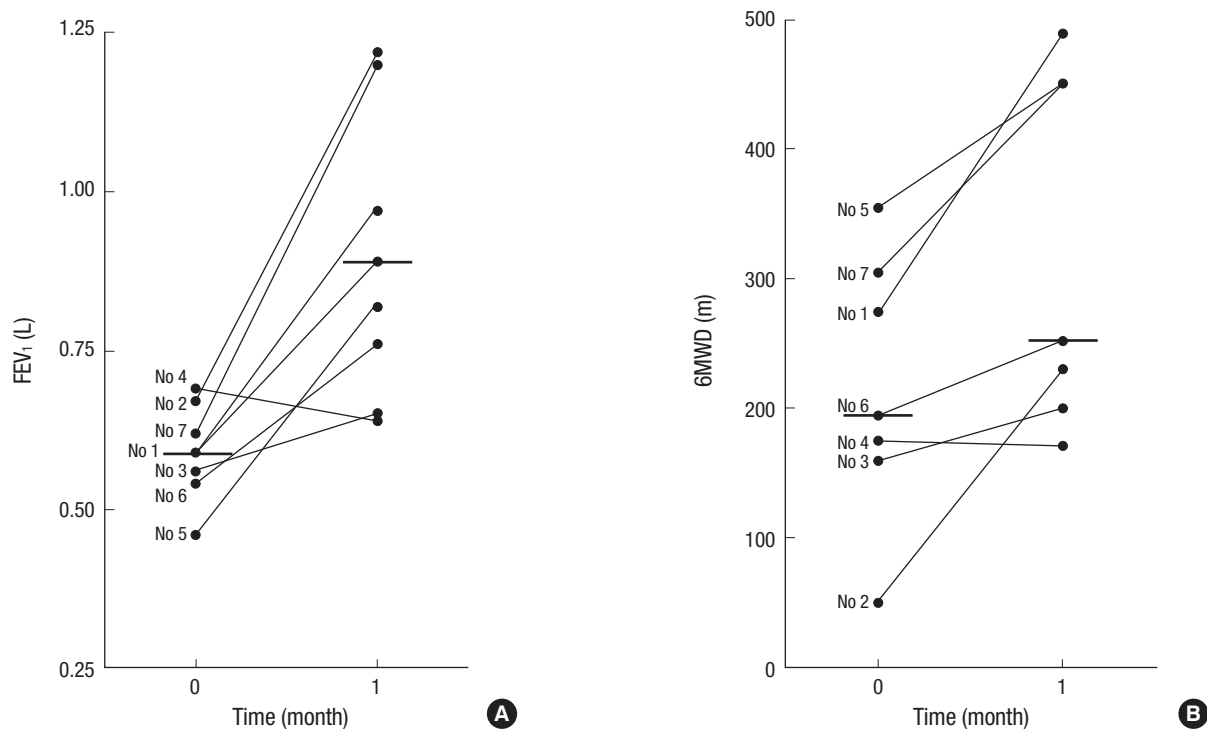 1.25
1.00
0.75
0.50
0.25
FEV₁ (L)
No 4
No 2
No 7
No 1
No 3
No 6
No 5
0
1
Time (month)
A
500
400
300
200
100
0
6MWD (m)
No 5
No 7
No 1
No 6
No 4
No 3
No 2
0
1
Time (month)
B